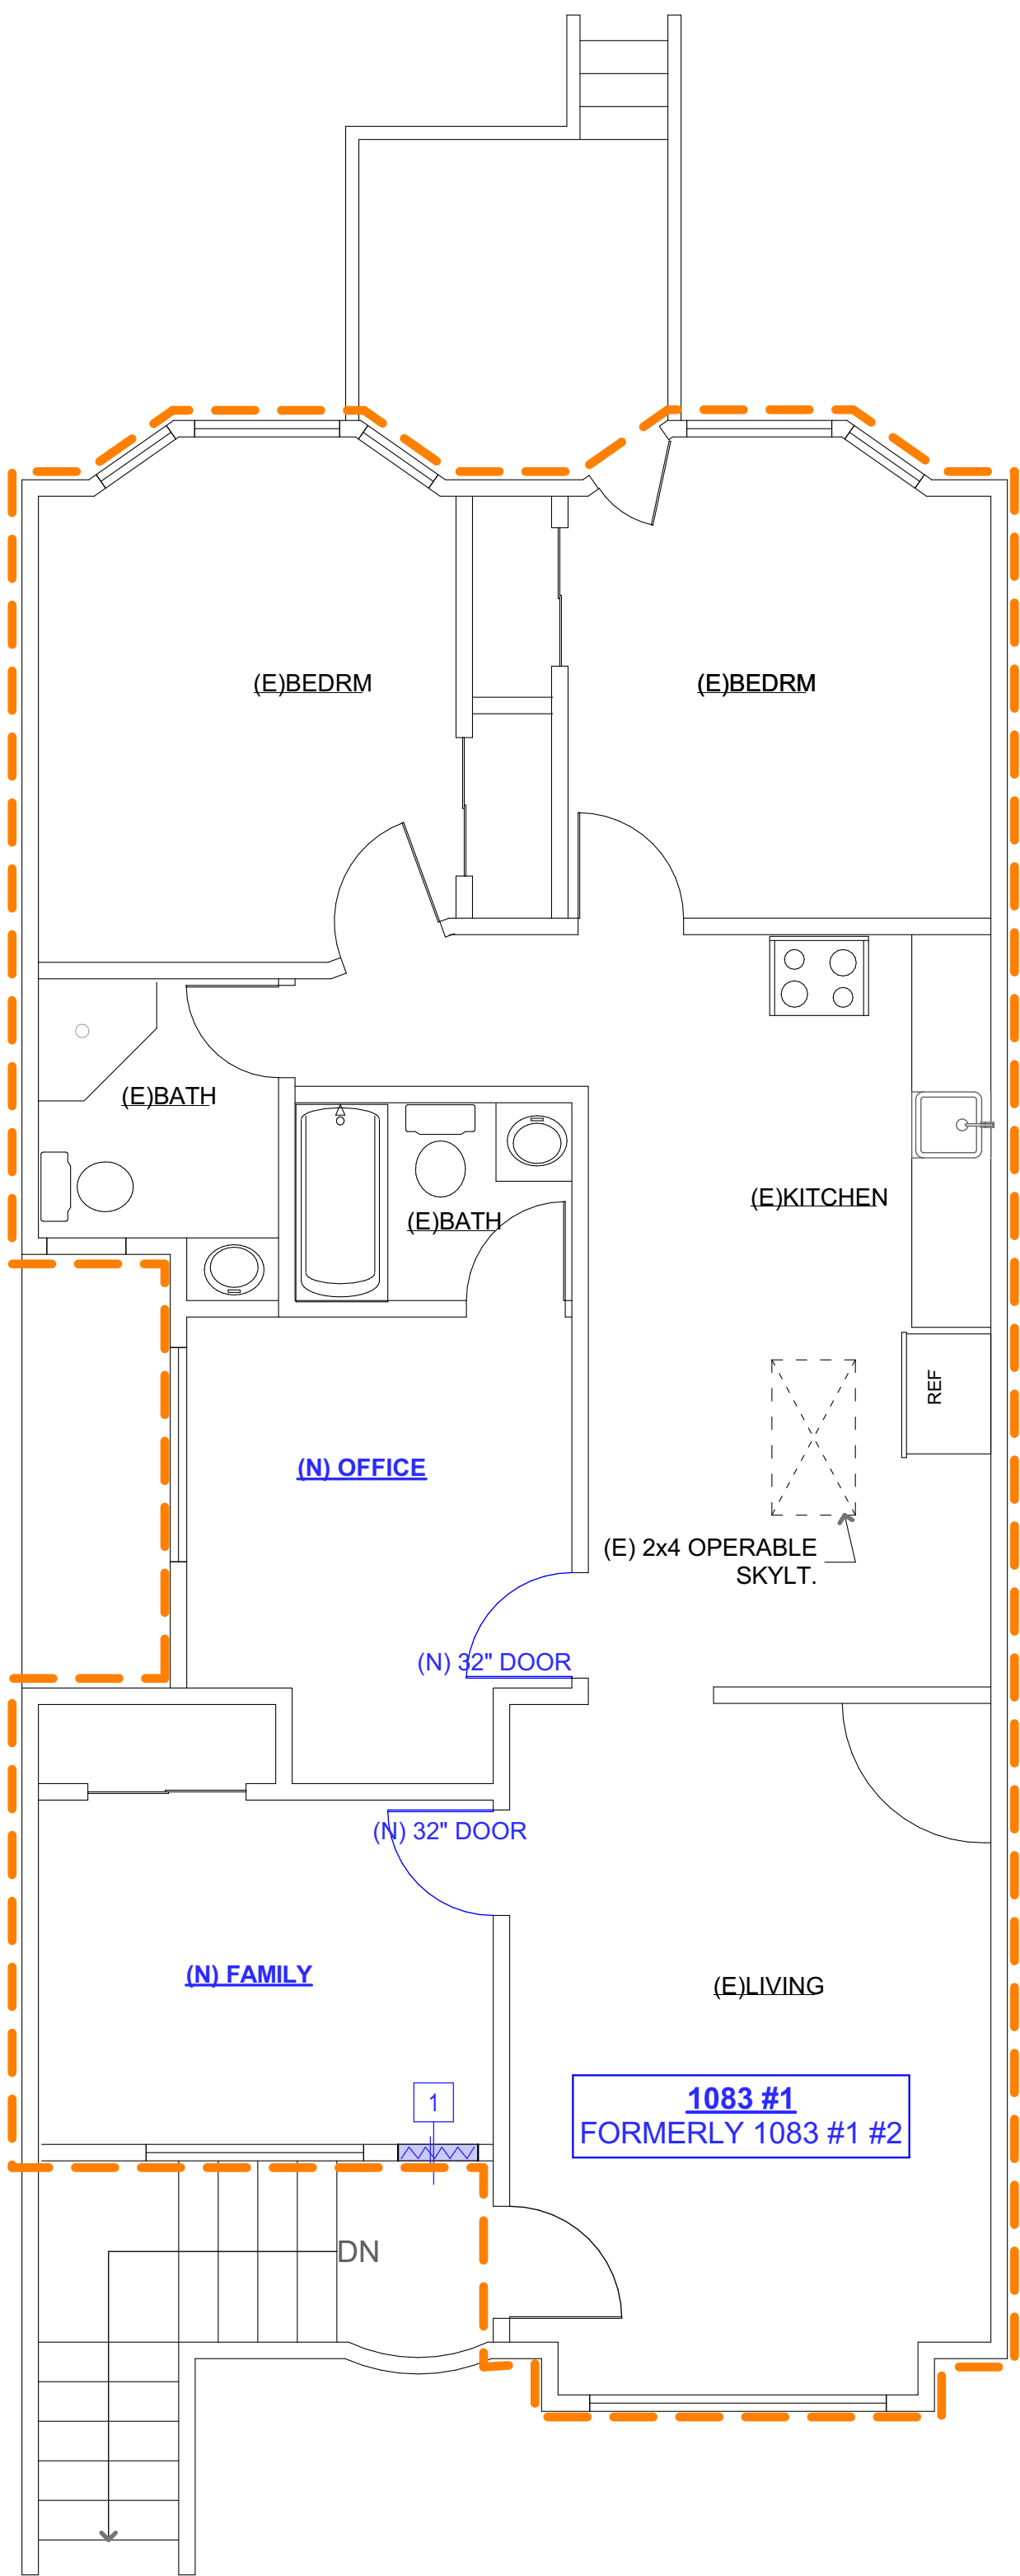 (E)BEDRM
(E)BEDRM
(E)BATH
(E)BATH
(E)KITCHEN
REF
(N) OFFICE
(E) 2x4 OPERABLE
SKYLT.
(N) 32" DOOR
(N) 32" DOOR
(N) FAMILY
(E)LIVING
1
1083 #1
FORMERLY 1083 #1 #2
DN